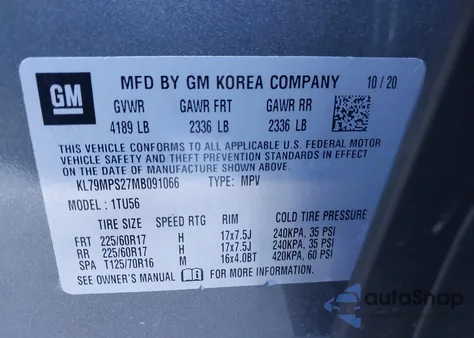 GM MFD BY GM KOREA COMPANY 10/20
GVWR GAWR FRT GAWR RR
4189 LB 2336 LB 2336 LB
THIS VEHICLE CONFORMS TO ALL APPLICABLE U.S. FEDERAL MOTOR
VEHICLE SAFETY AND THEFT PREVENTION STANDARDS IN EFFECT ON
THE DATE OF MANUFACTURE SHOWN ABOVE.
KL79MPS27MB091066 TYPE: MPV
MODEL: 1TU56
TIRE SIZE SPEED RTG RIM COLD TIRE PRESSURE
FRT 225/60R17 H 17x7.5J 240KPA, 35 PSI
RR 225/60R17 H 17x7.5J 240KPA, 35 PSI
SPA T125/70R16 M 16x4.0BT 420KPA, 60 PSI
SEE OWNER'S MANUAL FOR MORE INFORMATION
autoSnap